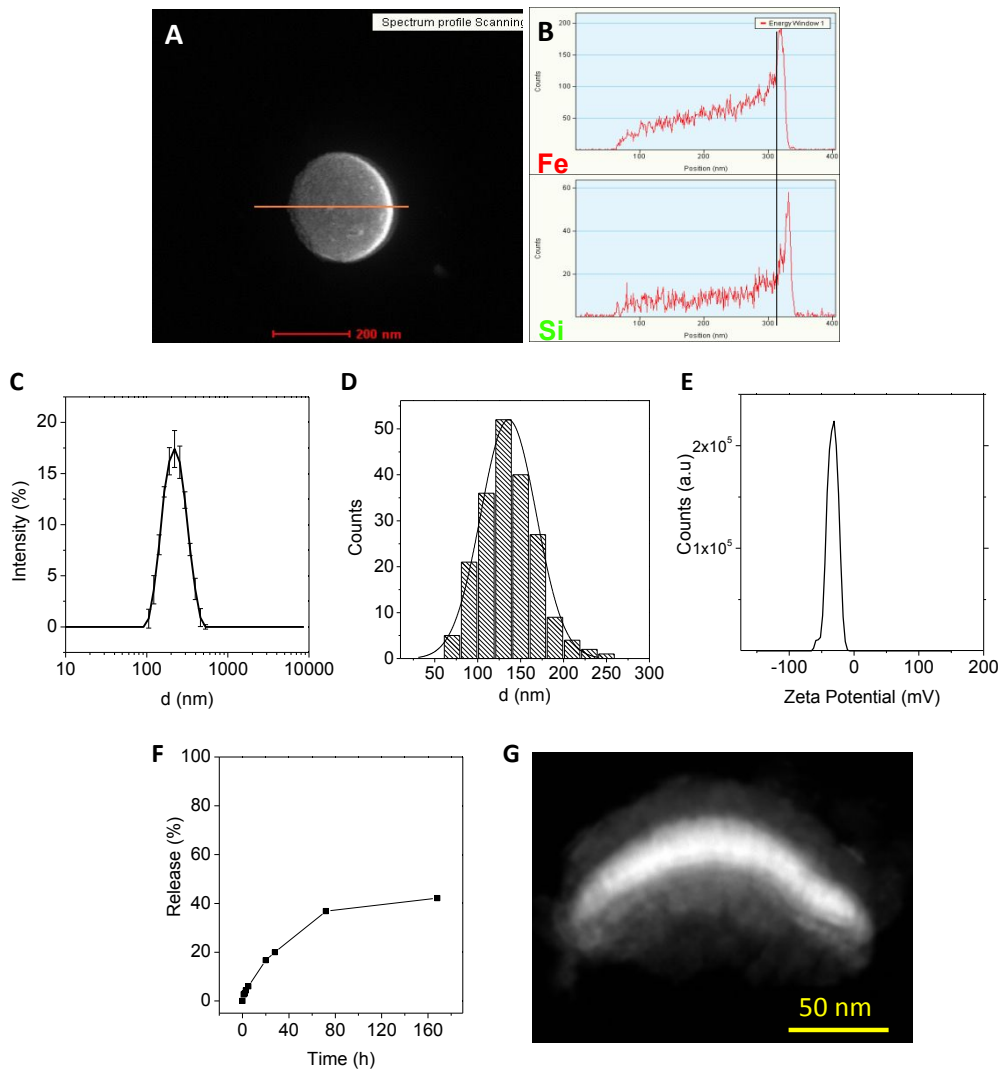 A
Spectrum profile Scanning
200 nm
B
Energy Window 1
200
150
100
50
Counts
100
200
300
400
Position (nm)
Fe
60
40
20
Counts
100
200
300
400
Position (nm)
Si
C
20
15
10
5
0
Intensity (%)
10
100
1000
10000
d (nm)
D
50
40
30
20
10
0
Counts
50
100
150
200
250
300
d (nm)
E
2x10⁵
1x10⁵
Counts (a.u)
-100
0
100
200
Zeta Potential (mV)
F
100
80
60
40
20
0
Release (%)
0
40
80
120
160
Time (h)
G
50 nm